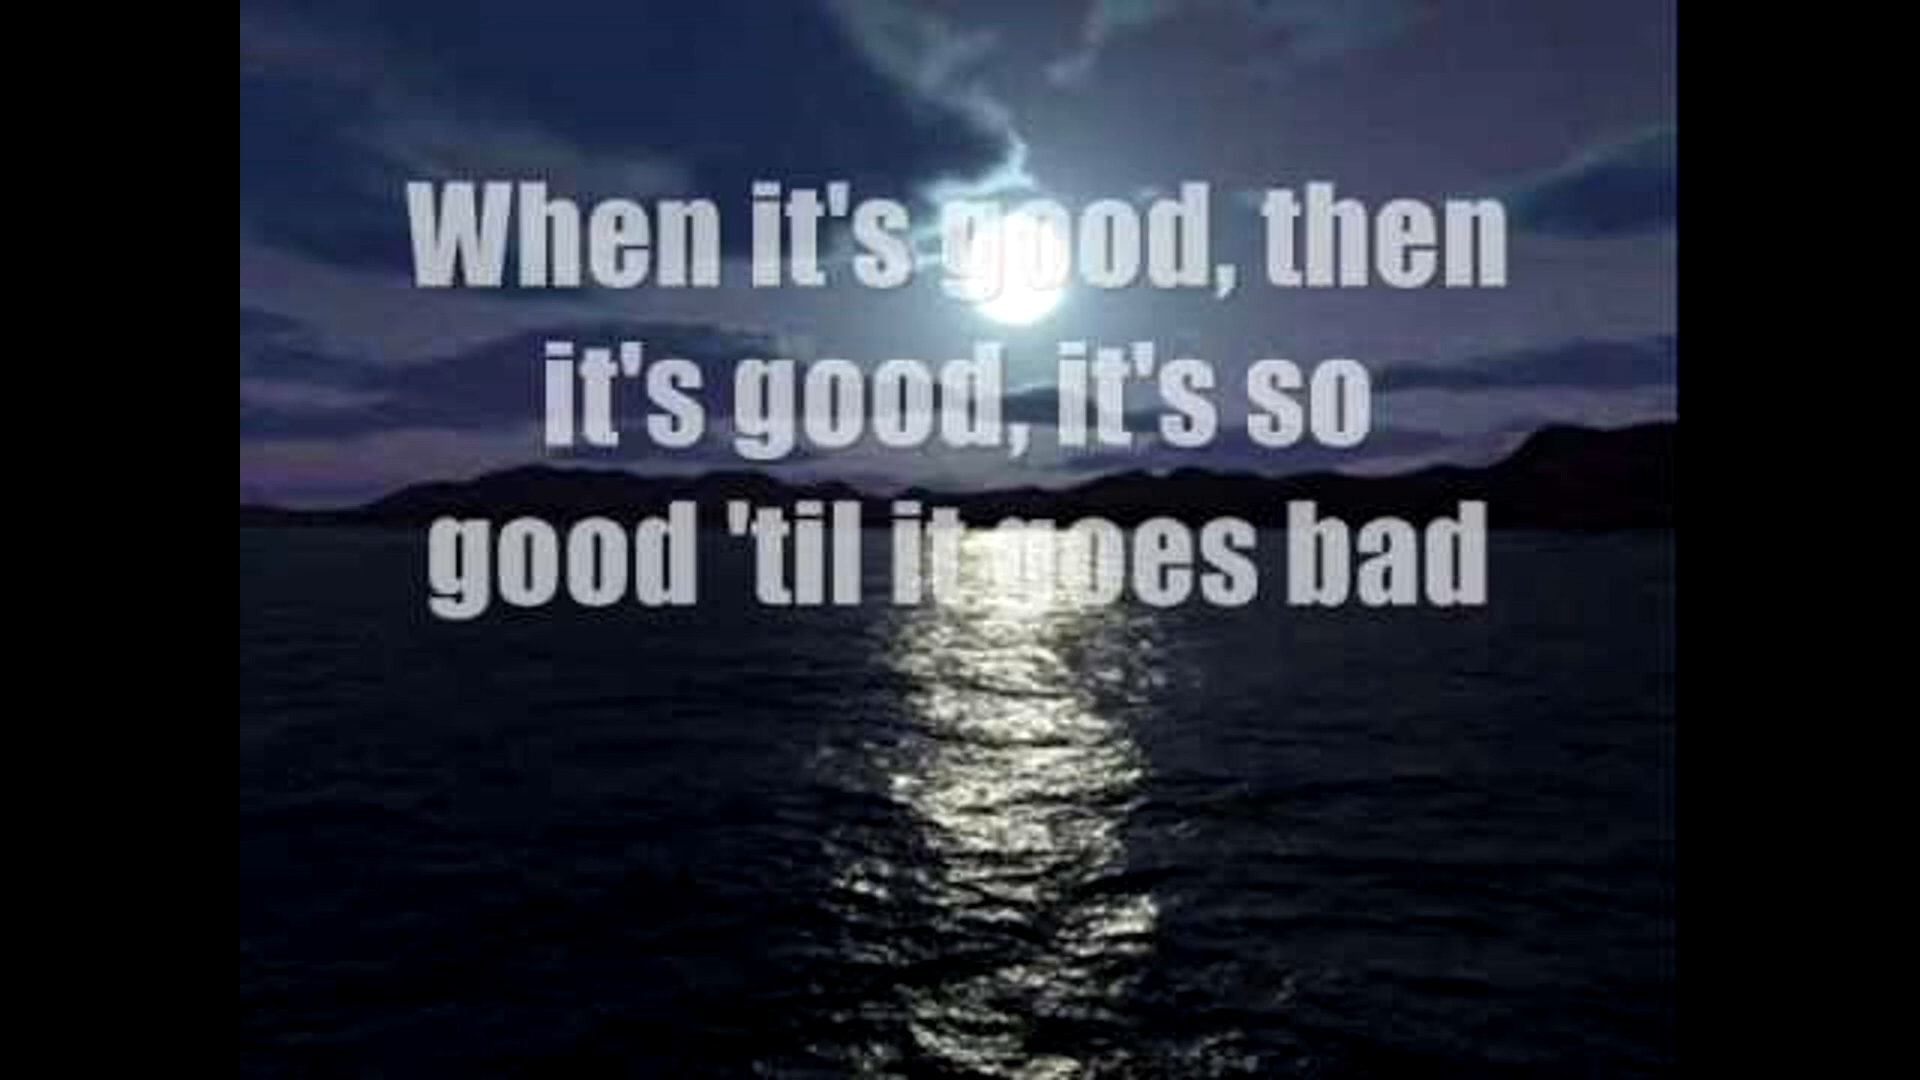 When it's good, then
it's good, it's so
good 'til it goes bad